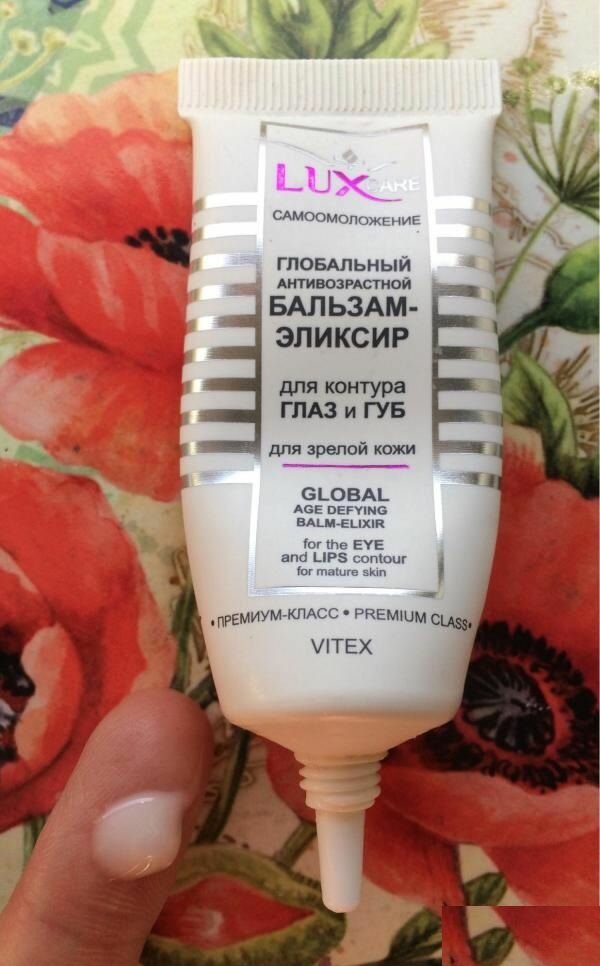 LUX CARE
САМООМОЛОЖЕНИЕ
ГЛОБАЛЬНЫЙ
АНТИВОЗРАСТНОЙ
БАЛЬЗАМ-
ЭЛИКСИР
для контура
ГЛАЗ и ГУБ
для зрелой кожи
GLOBAL
AGE DEFYING
BALM-ELIXIR
for the EYE
and LIPS contour
for mature skin
• ПРЕМИУМ-КЛАСС • PREMIUM CLASS •
VITEX